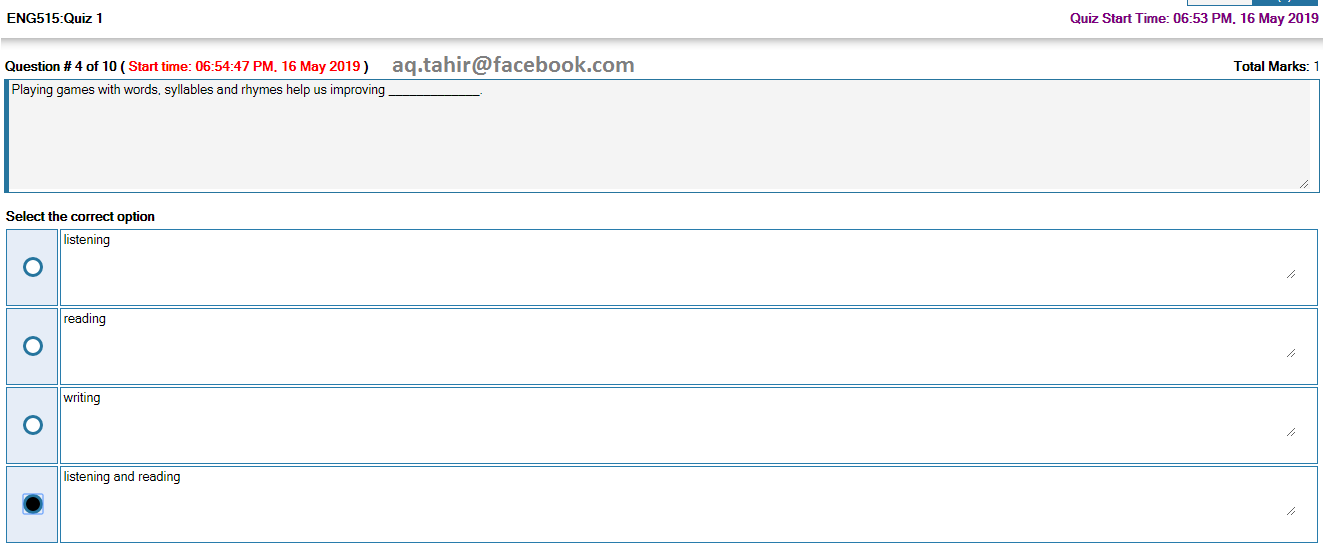 ENG515:Quiz 1
Quiz Start Time: 06:53 PM, 16 May 2019
Question # 4 of 10 ( Start time: 06:54:47 PM, 16 May 2019 ) aq.tahir@facebook.com Total Marks: 1
Playing games with words, syllables and rhymes help us improving ______________.
Select the correct option
listening
reading
writing
listening and reading